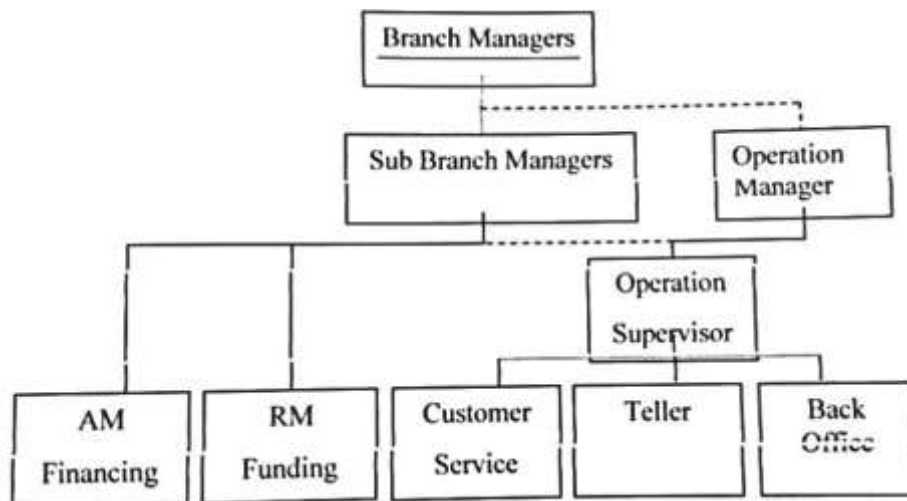 Branch Managers
Sub Branch Managers
Operation
Manager
Operation
Supervisor
AM
Financing
RM
Funding
Customer
Service
Teller
Back
Office